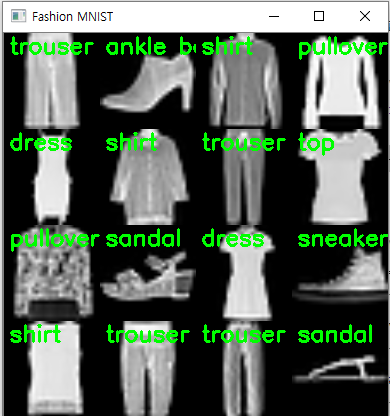 Fashion MNIST
trouser ankle b shirt pullover
dress shirt trouser top
pullover sandal dress sneaker
shirt trouser trouser sandal